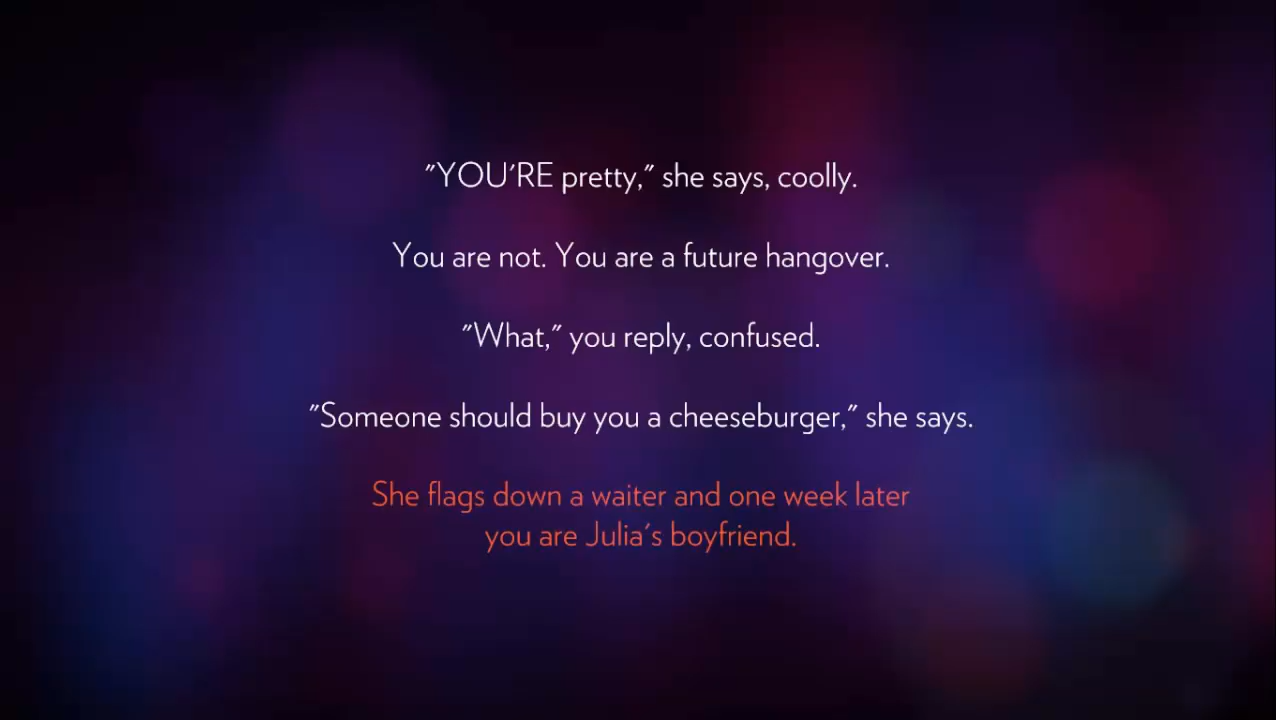 "YOU'RE pretty," she says, coolly.
You are not. You are a future hangover.
"What," you reply, confused.
"Someone should buy you a cheeseburger," she says.
She flags down a waiter and one week later
you are Julia's boyfriend.